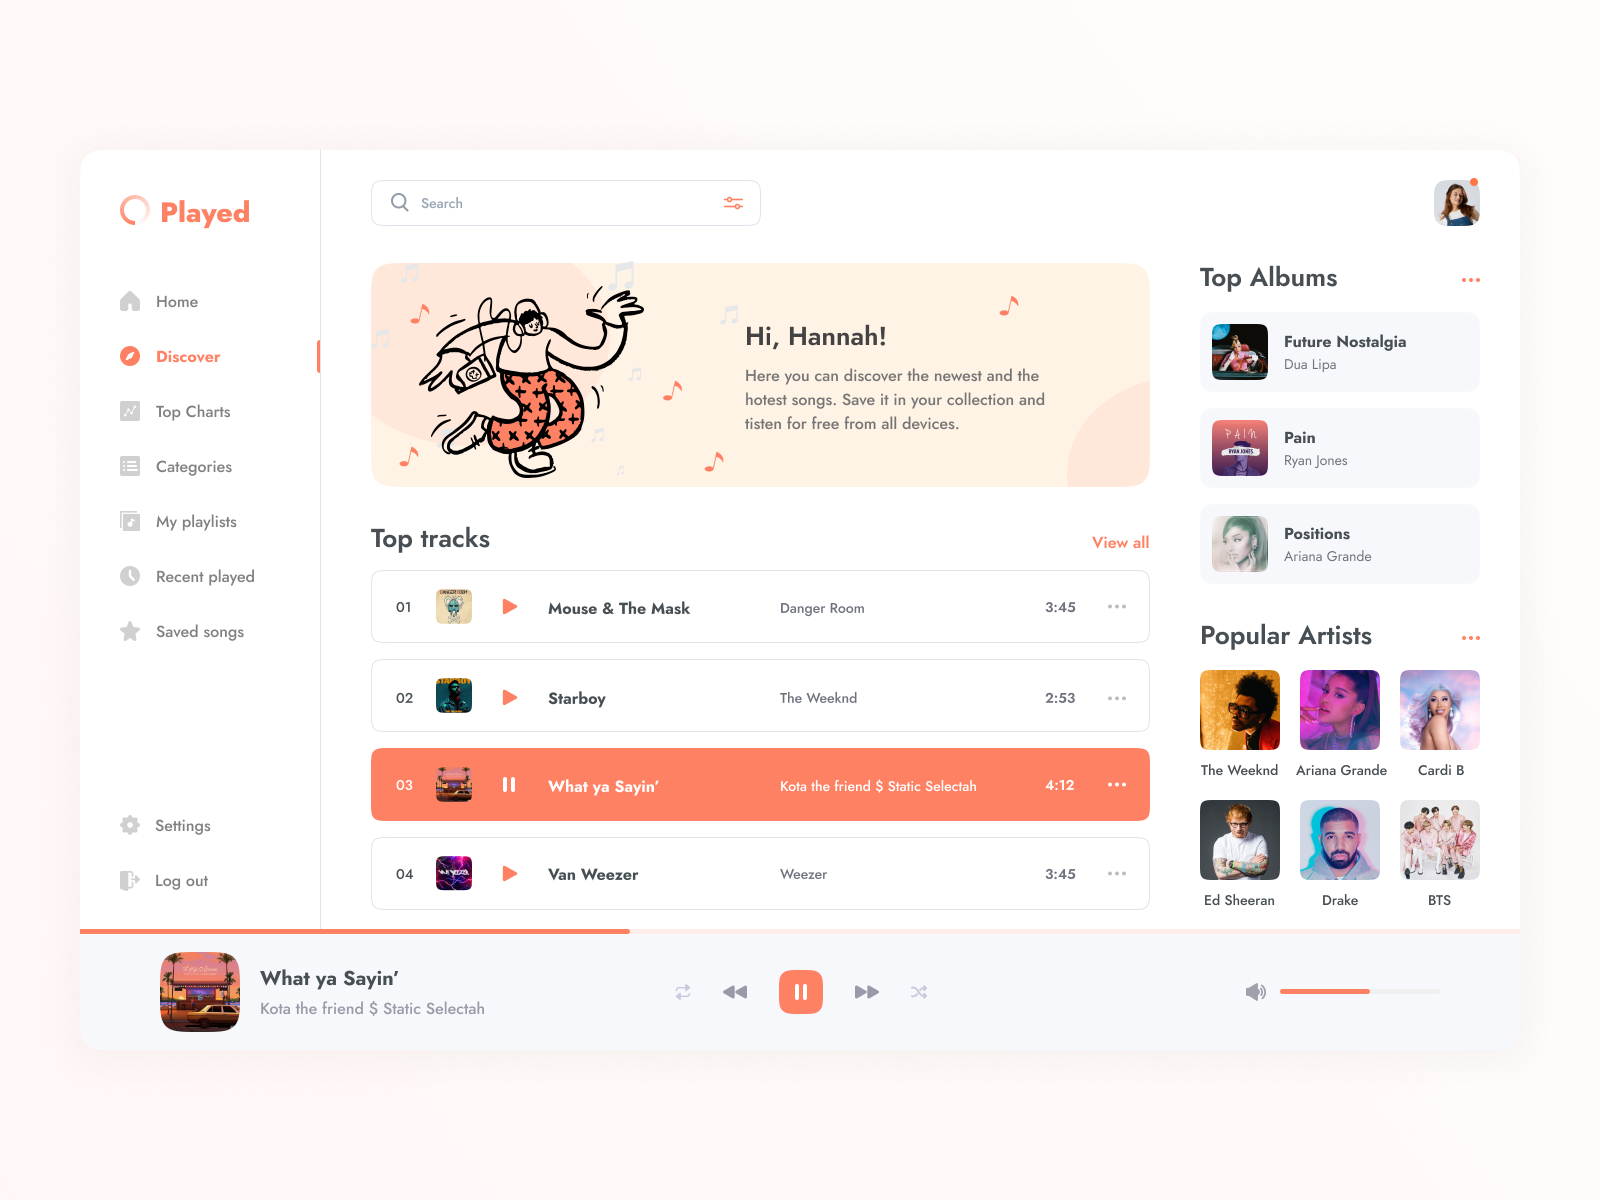 Played
Home
Discover
Top Charts
Categories
My playlists
Recent played
Saved songs
Settings
Log out
Search
Hi, Hannah!
Here you can discover the newest and the
hotest songs. Save it in your collection and
tisten for free from all devices.
Top tracks
View all
01 Mouse & The Mask Danger Room 3:45
02 Starboy The Weeknd 2:53
03 What ya Sayin’ Kota the friend $ Static Selectah 4:12
04 Van Weezer Weezer 3:45
Top Albums
Future Nostalgia
Dua Lipa
PAIN
RYAN JONES
Pain
Ryan Jones
Positions
Ariana Grande
Popular Artists
The Weeknd Ariana Grande Cardi B
Ed Sheeran Drake BTS
What ya Sayin’
Kota the friend $ Static Selectah